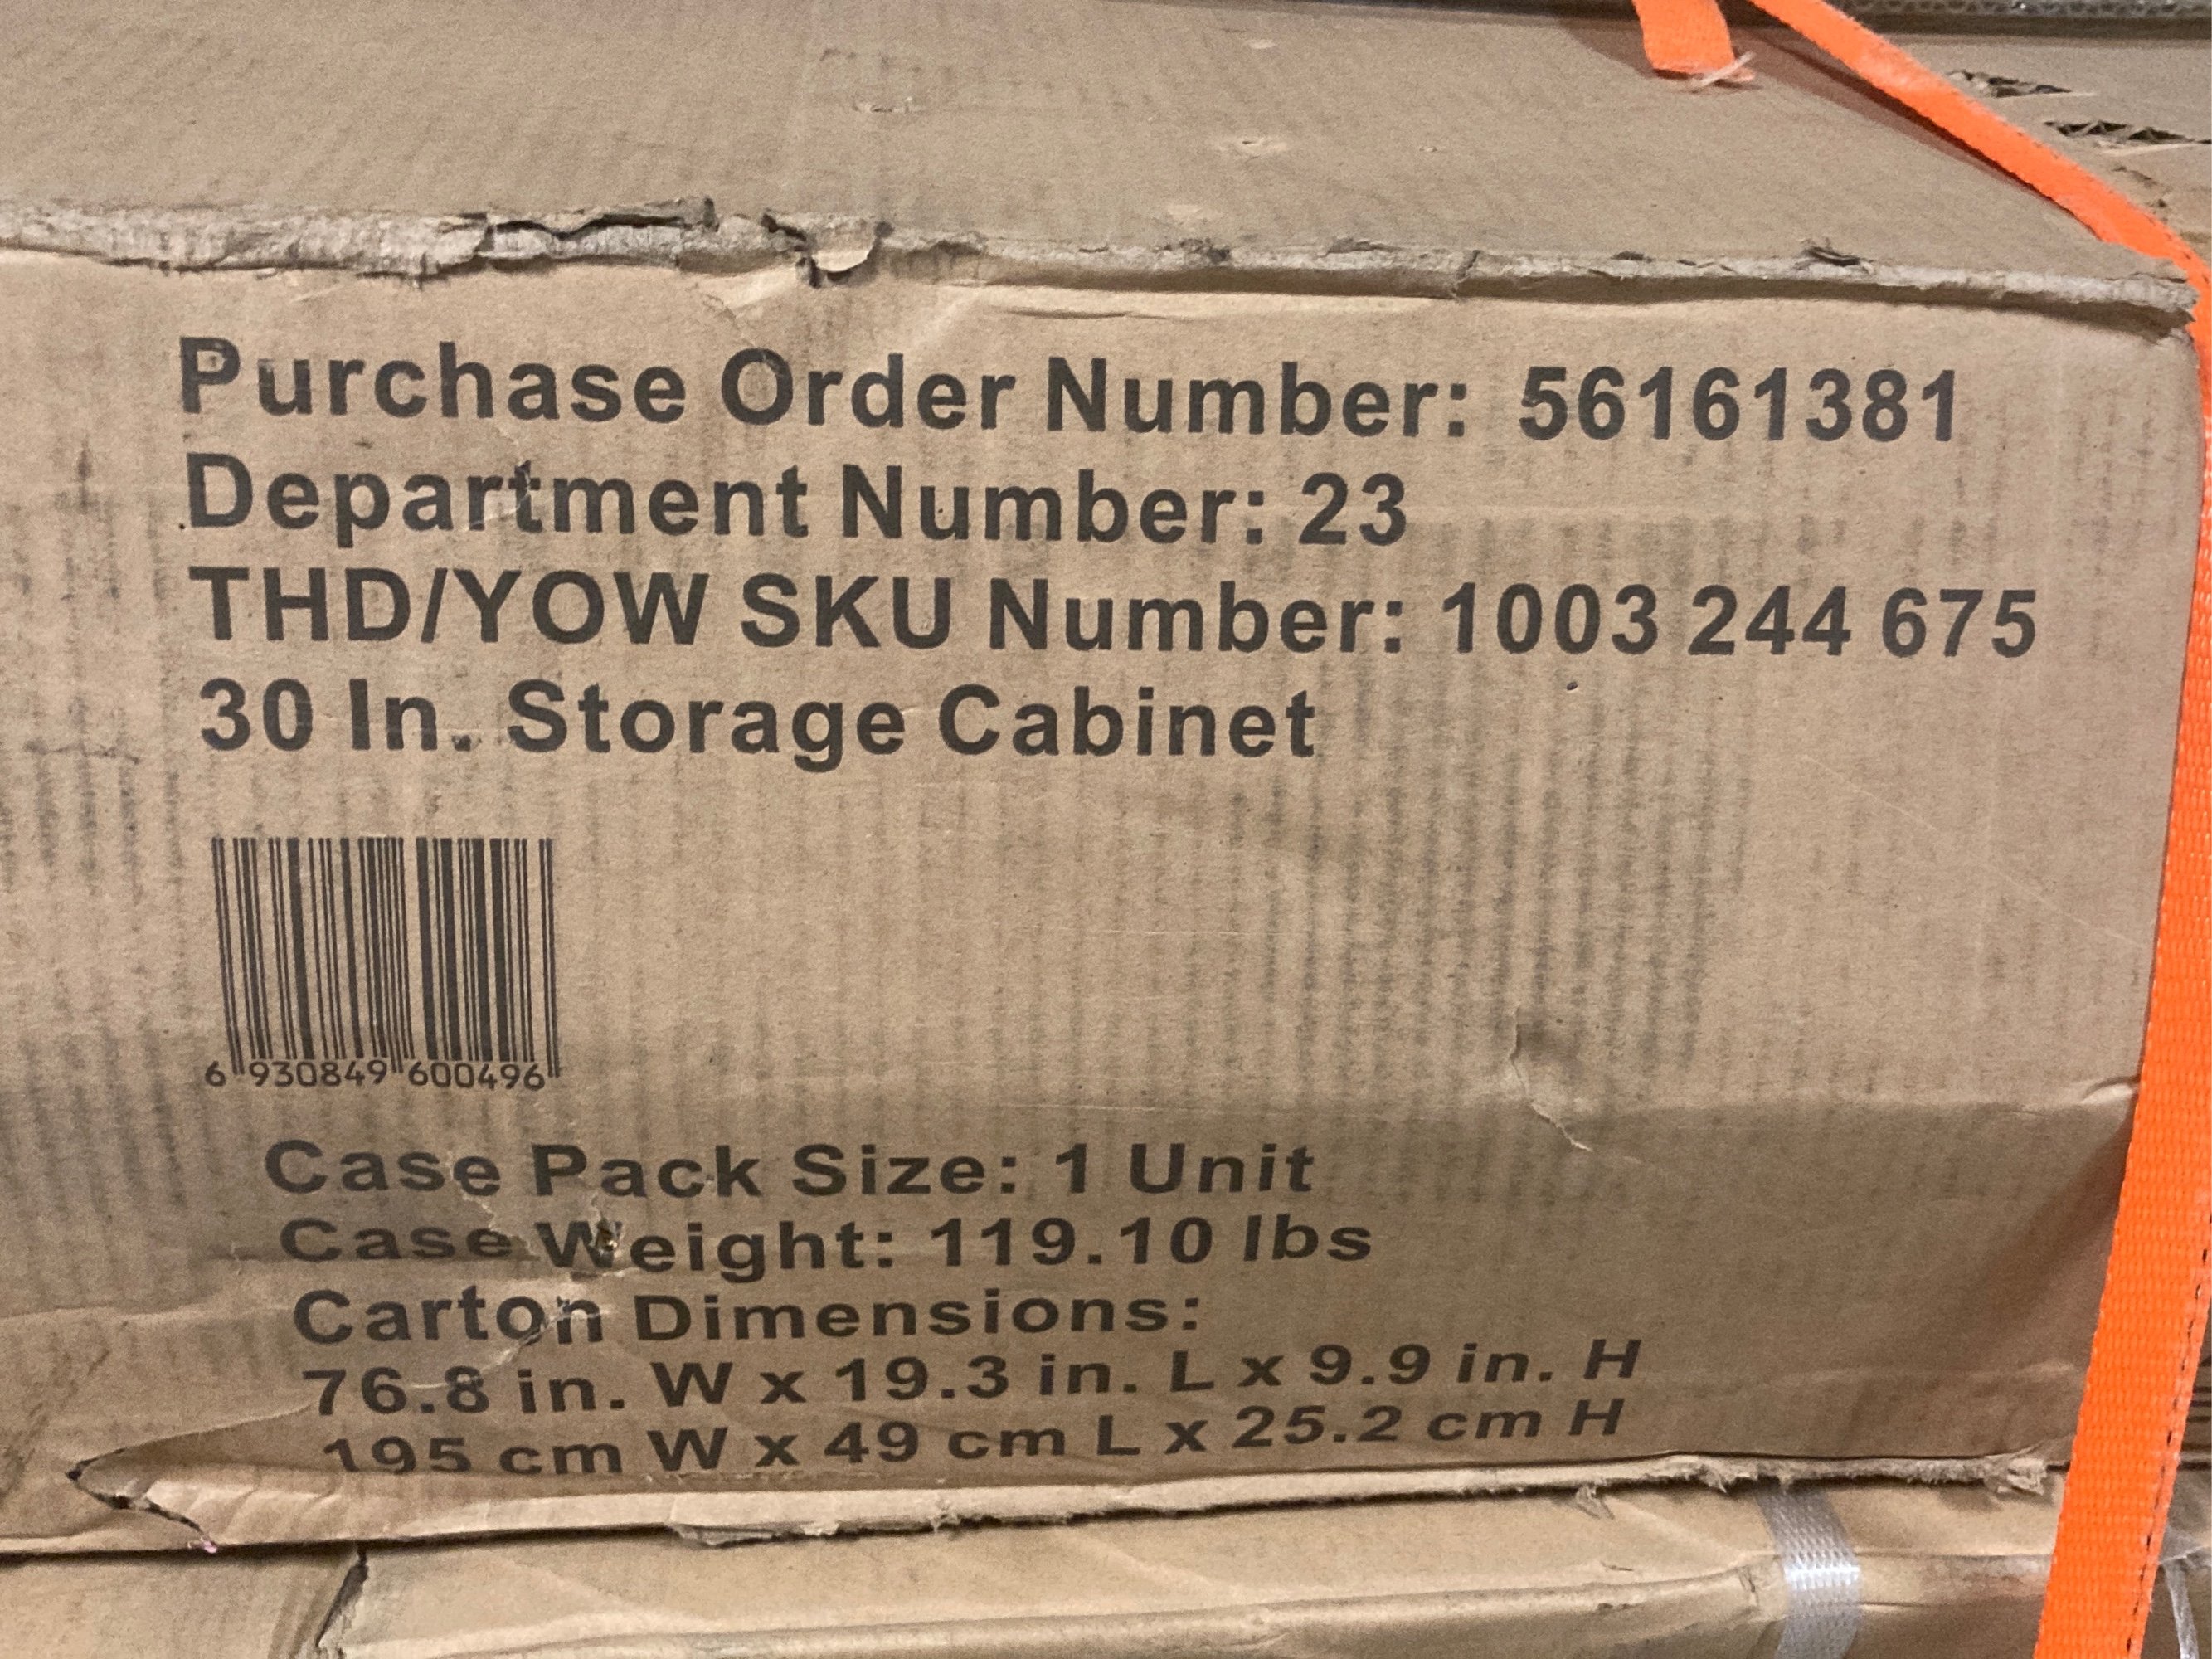 Purchase Order Number: 56161381
Department Number: 23
THD/YOW SKU Number: 1003 244 675
30 In. Storage Cabinet
6 930849 600496
Case Pack Size: 1 Unit
Case Weight: 119.10 lbs
Carton Dimensions:
76.8 in. W x 19.3 in. L x 9.9 in. H
195 cm W x 49 cm L x 25.2 cm H